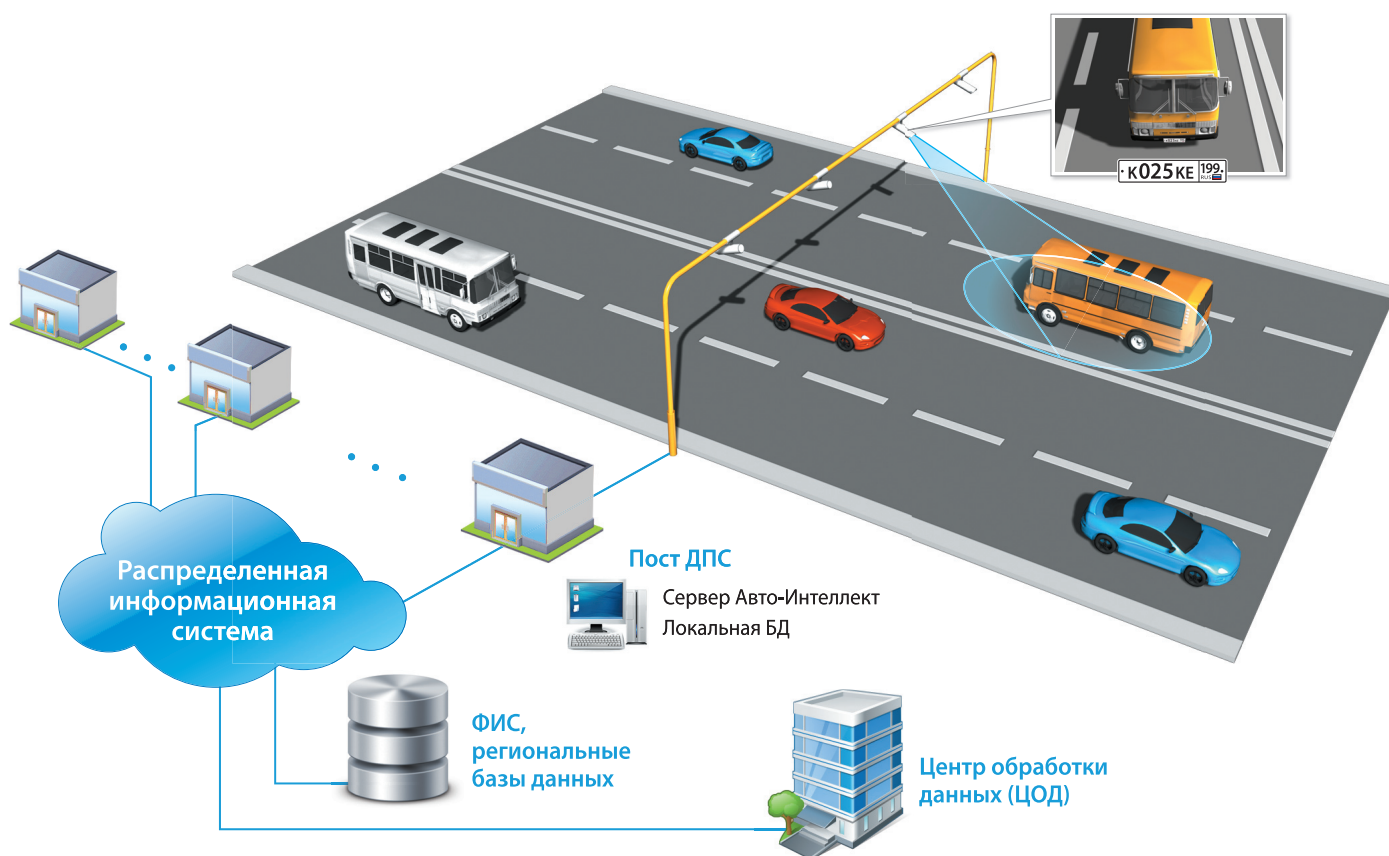 К025КЕ 199
RUS
Пост ДПС
Сервер Авто-Интеллект
Локальная БД
Распределенная
информационная
система
ФИС,
региональные
базы данных
Центр обработки
данных (ЦОД)